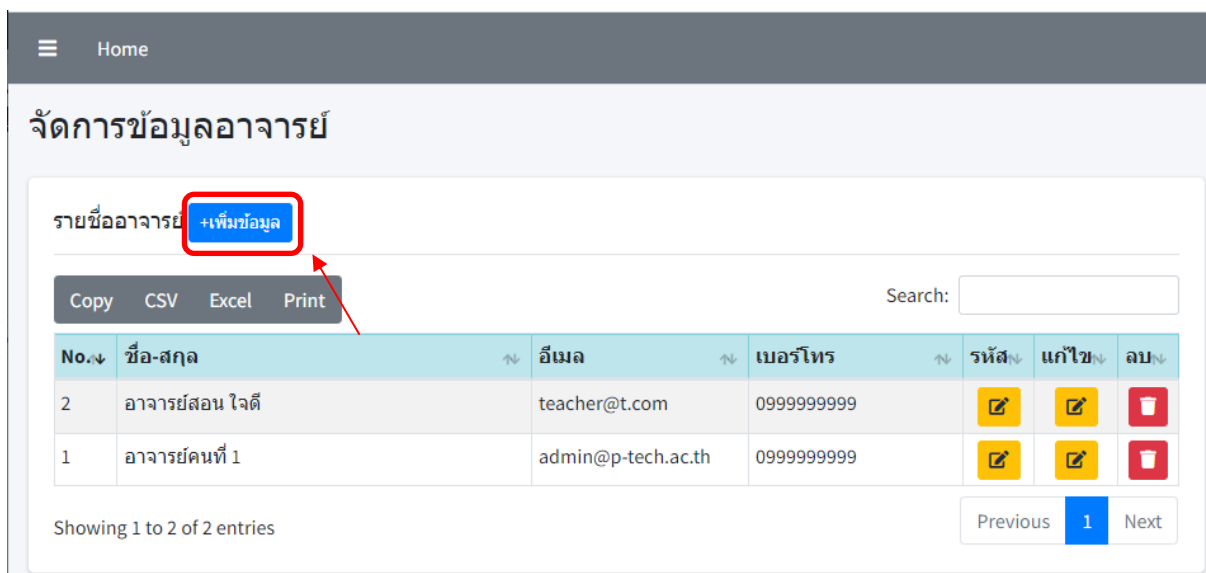 Home
จัดการข้อมูลอาจารย์
รายชื่ออาจารย์ +เพิ่มข้อมูล
Copy CSV Excel Print Search:
No. ชื่อ-สกุล อีเมล เบอร์โทร รหัส แก้ไข ลบ
2 อาจารย์สอน ใจดี teacher@t.com 0999999999
1 อาจารย์คนที่ 1 admin@p-tech.ac.th 0999999999
Showing 1 to 2 of 2 entries Previous 1 Next